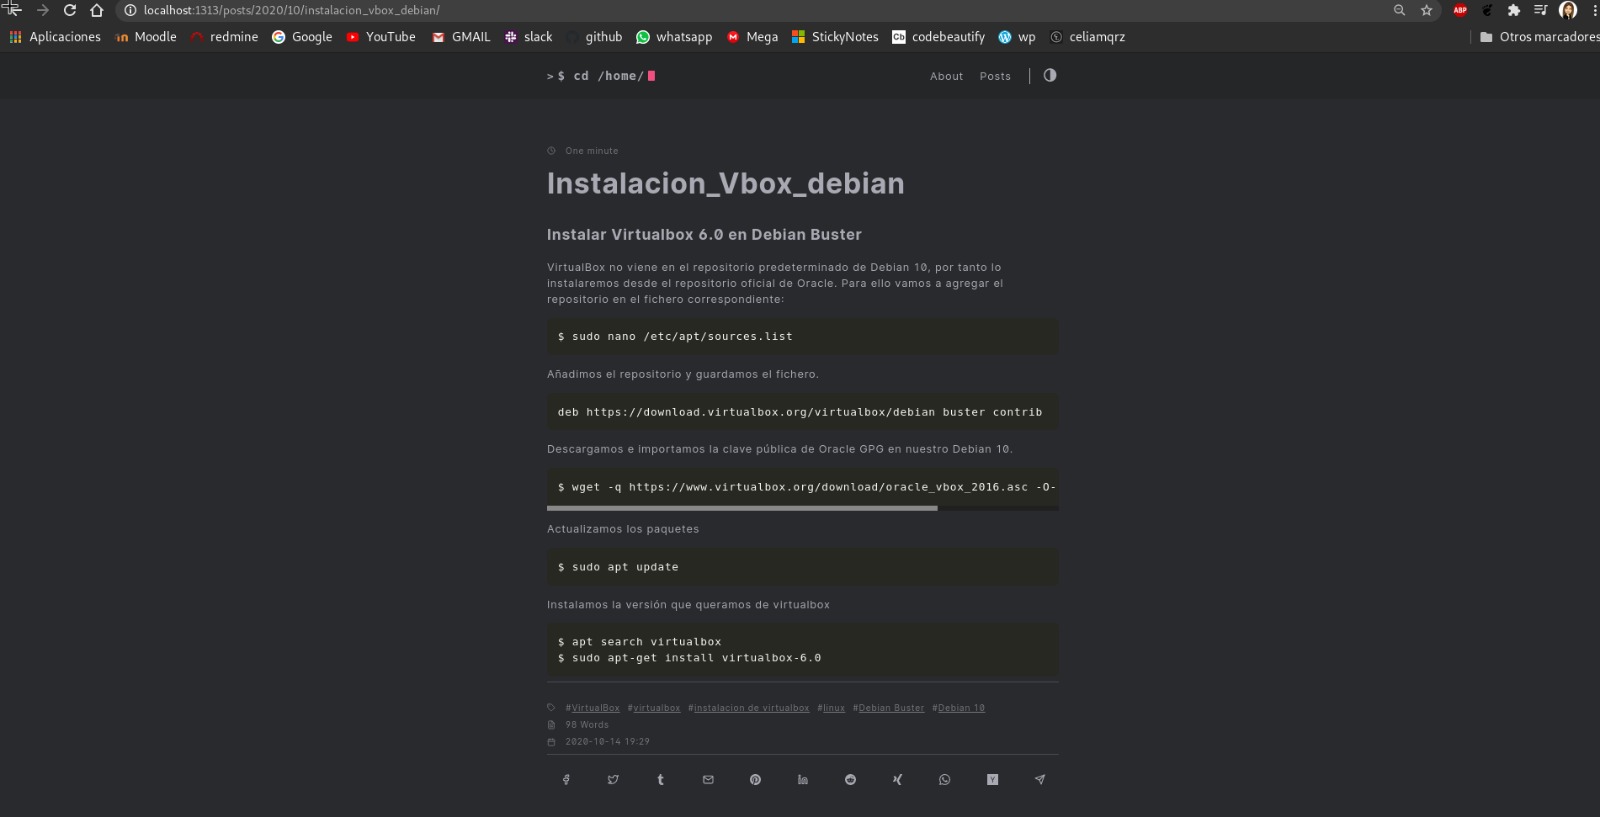 localhost:1313/posts/2020/10/instalacion_vbox_debian/
ABP
Aplicaciones Moodle redmine Google YouTube GMAIL slack github whatsapp Mega StickyNotes Cb codebeautify wp celiamqrz Otros marcadores
>$ cd /home/ About Posts
One minute
Instalacion_Vbox_debian
Instalar Virtualbox 6.0 en Debian Buster
VirtualBox no viene en el repositorio predeterminado de Debian 10, por tanto lo
instalaremos desde el repositorio oficial de Oracle. Para ello vamos a agregar el
repositorio en el fichero correspondiente:
$ sudo nano /etc/apt/sources.list
Añadimos el repositorio y guardamos el fichero.
deb https://download.virtualbox.org/virtualbox/debian buster contrib
Descargamos e importamos la clave pública de Oracle GPG en nuestro Debian 10.
$ wget -q https://www.virtualbox.org/download/oracle_vbox_2016.asc -O-
Actualizamos los paquetes
$ sudo apt update
Instalamos la versión que queramos de virtualbox
$ apt search virtualbox
$ sudo apt-get install virtualbox-6.0
#VirtualBox #virtualbox #instalacion de virtualbox #linux #Debian Buster #Debian 10
98 Words
2020-10-14 19:29